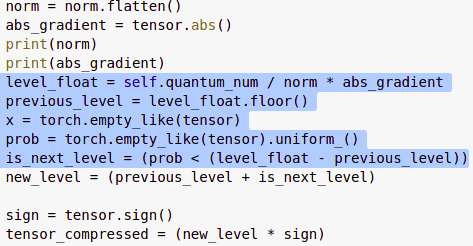 norm = norm.flatten()
abs_gradient = tensor.abs()
print(norm)
print(abs_gradient)
level_float = self.quantum_num / norm * abs_gradient
previous_level = level_float.floor()
x = torch.empty_like(tensor)
prob = torch.empty_like(tensor).uniform_()
is_next_level = (prob < (level_float - previous_level))
new_level = (previous_level + is_next_level)
sign = tensor.sign()
tensor_compressed = (new_level * sign)